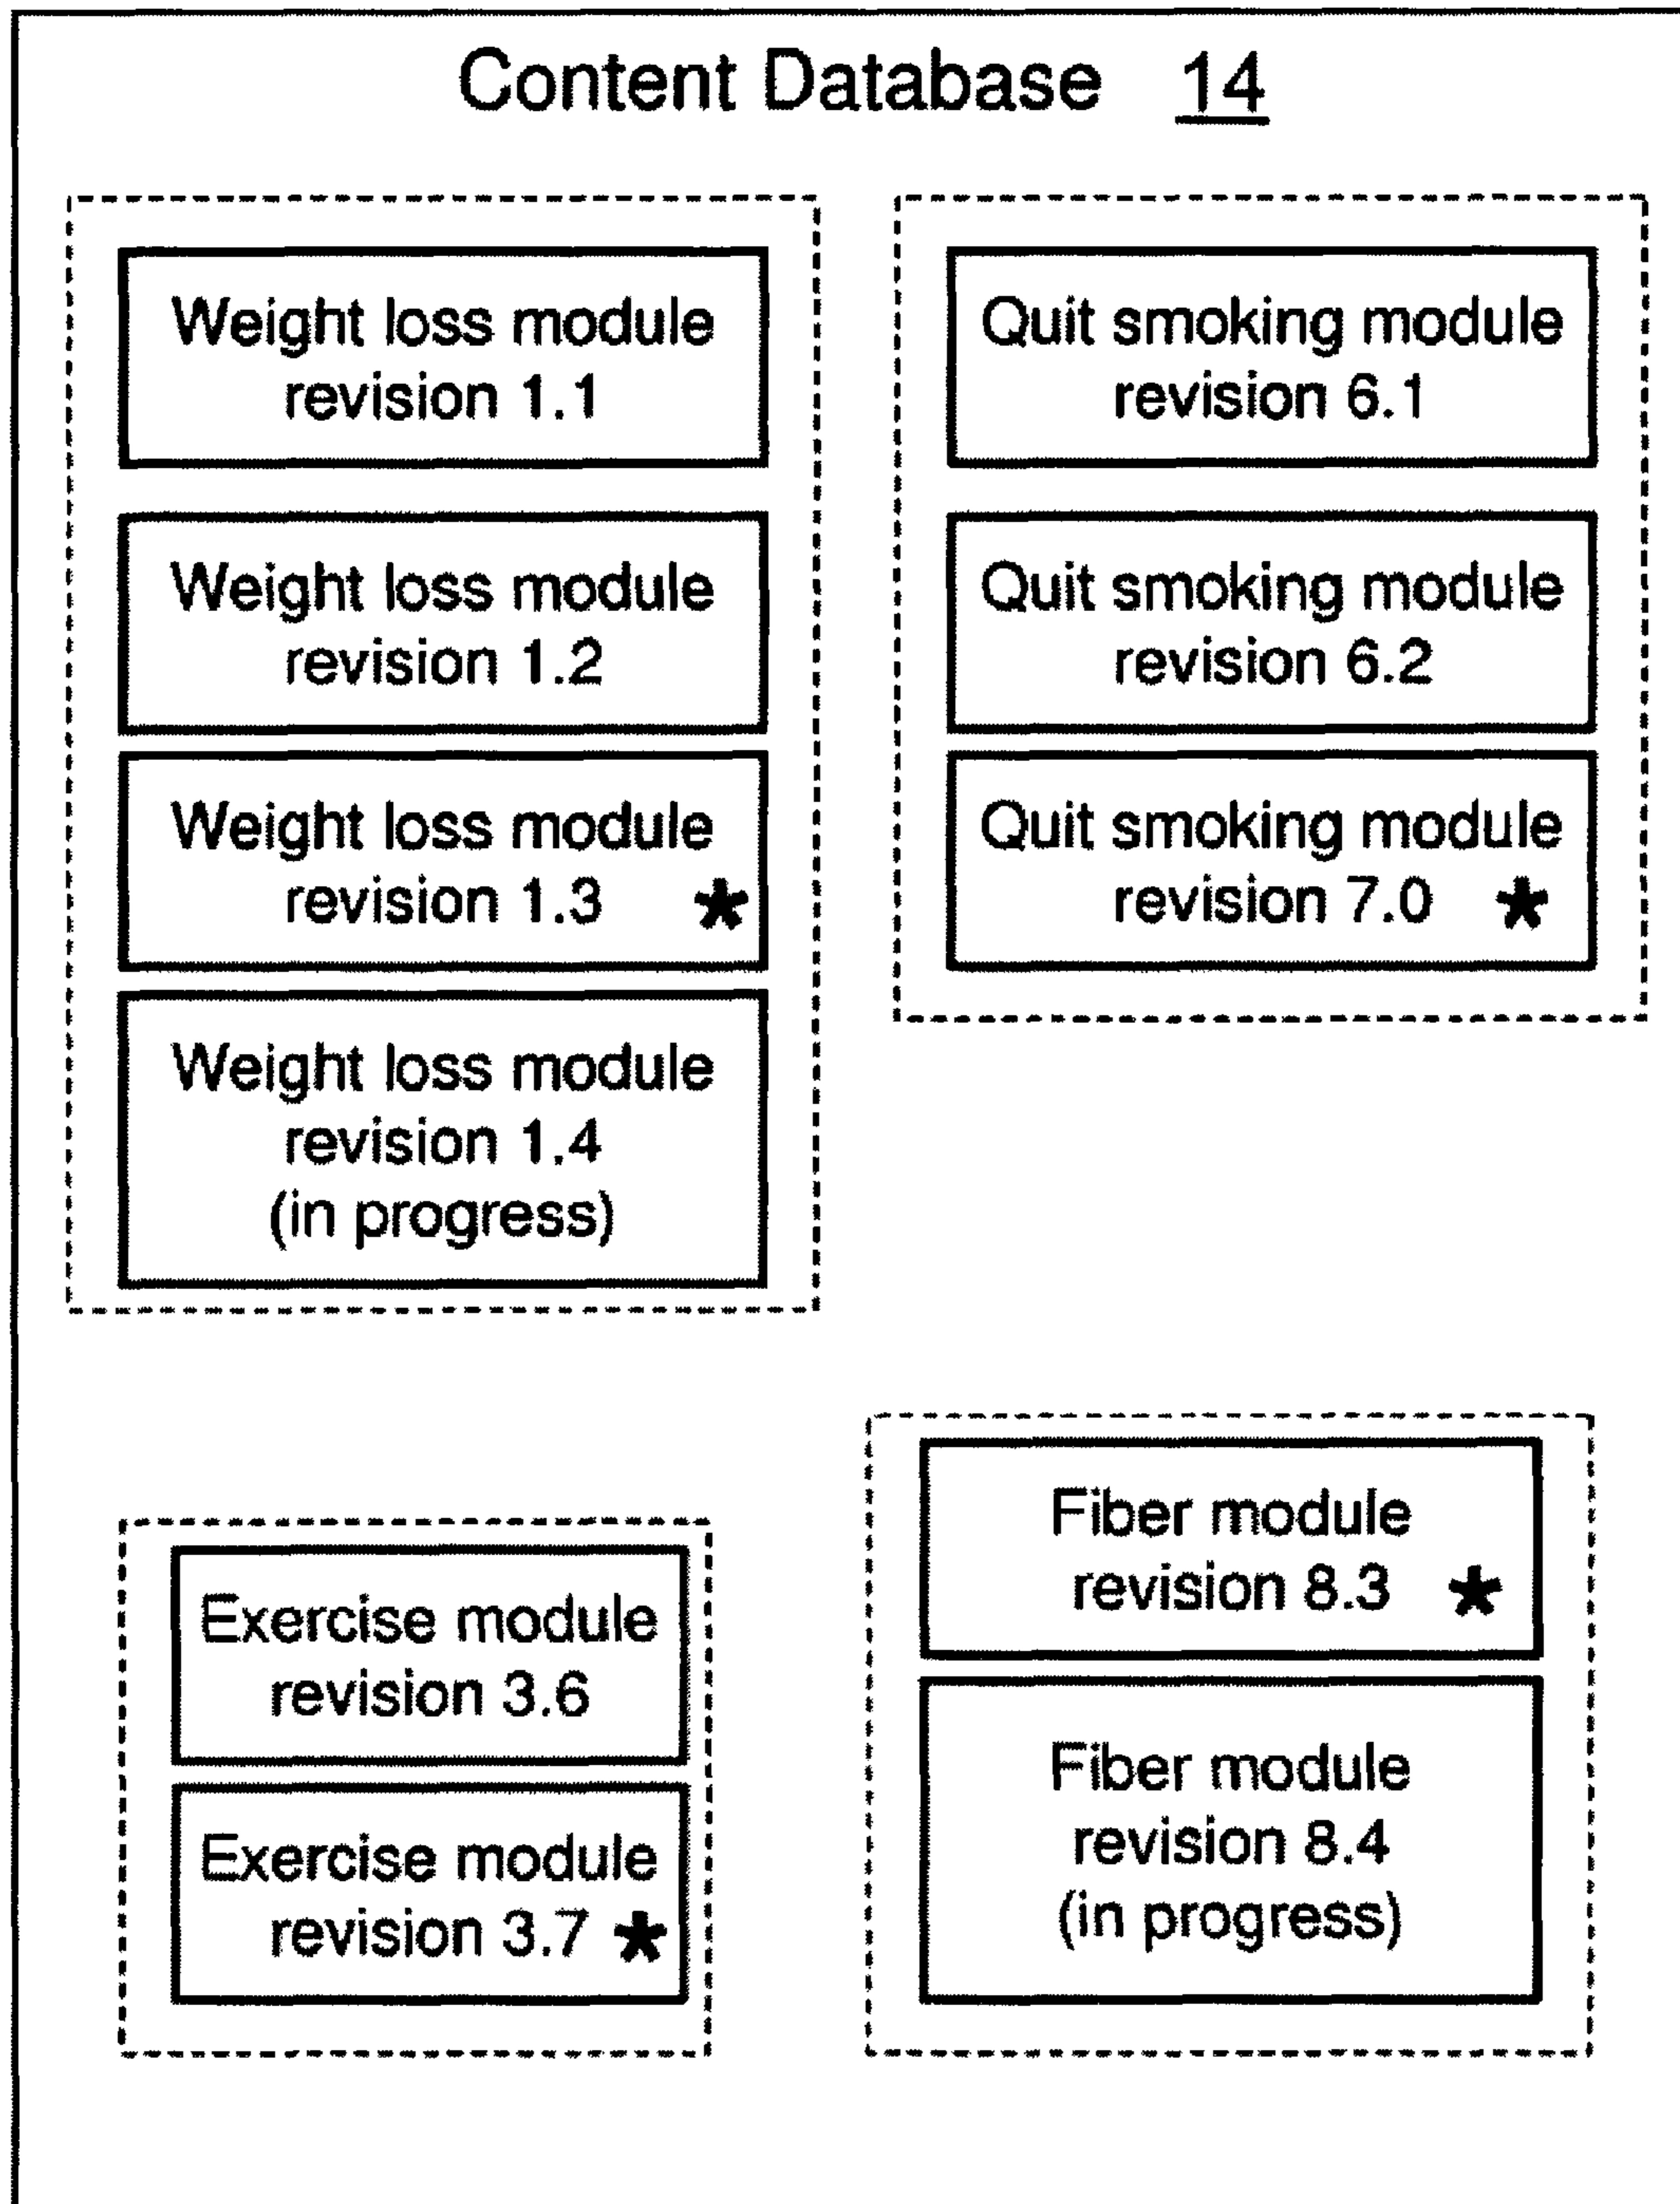 Content Database 14
Weight loss module
revision 1.1
Weight loss module
revision 1.2
Weight loss module
revision 1.3 *
Weight loss module
revision 1.4
(in progress)
Quit smoking module
revision 6.1
Quit smoking module
revision 6.2
Quit smoking module
revision 7.0 *
Exercise module
revision 3.6
Exercise module
revision 3.7 *
Fiber module
revision 8.3 *
Fiber module
revision 8.4
(in progress)